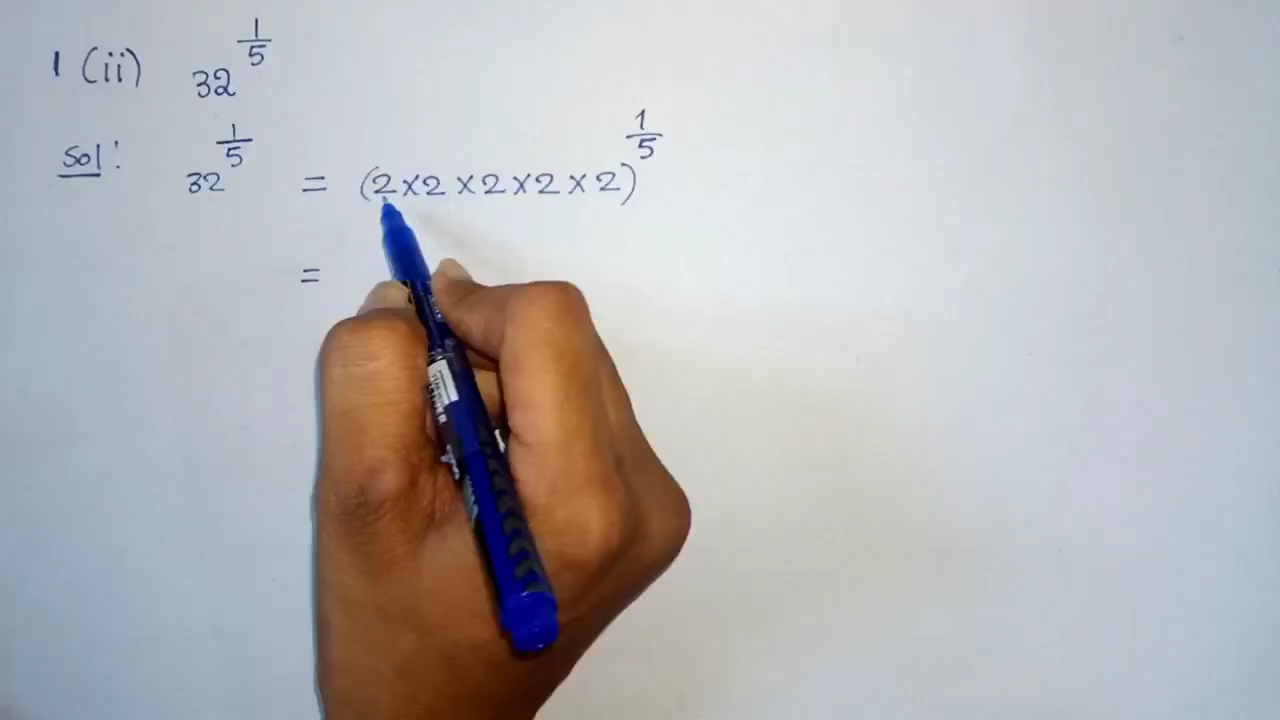 1 (ii) 32^(1/5)
Sol: 32^(1/5) = (2×2×2×2×2)^(1/5)
=